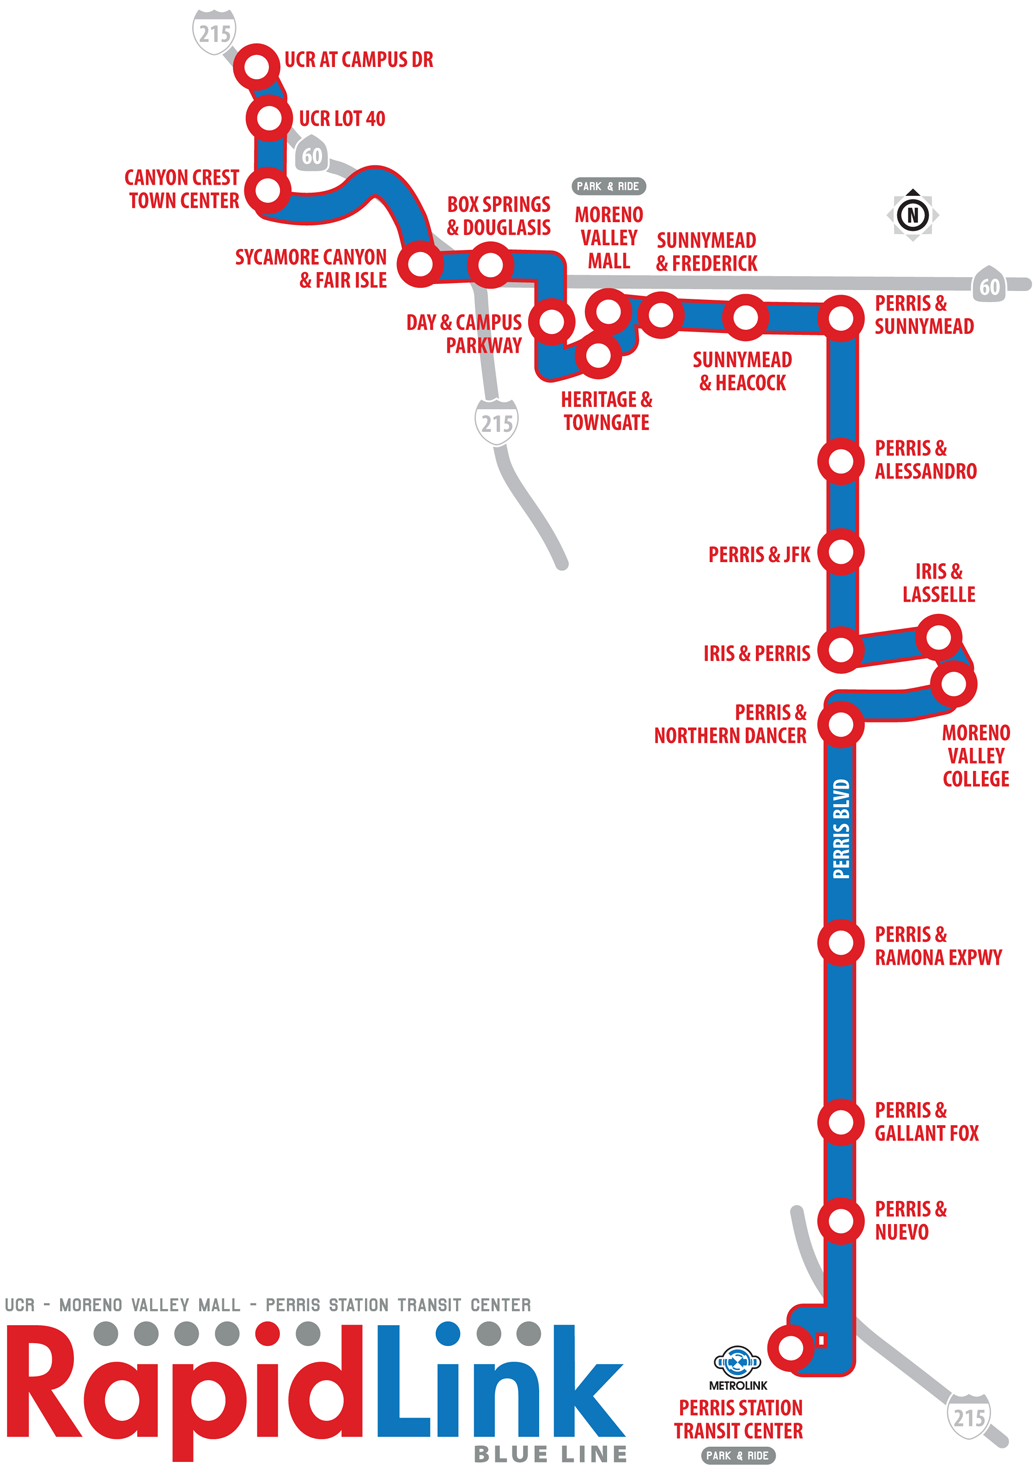 215
UCR AT CAMPUS DR
UCR LOT 40
60
CANYON CREST
TOWN CENTER
PARK & RIDE
BOX SPRINGS
& DOUGLASIS
MORENO
VALLEY
MALL
N
SUNNYMEAD
& FREDERICK
SYCAMORE CANYON
& FAIR ISLE
60
PERRIS &
SUNNYMEAD
DAY & CAMPUS
PARKWAY
SUNNYMEAD
& HEACOCK
HERITAGE &
TOWNGATE
215
PERRIS &
ALESSANDRO
PERRIS & JFK
IRIS &
LASSELLE
IRIS & PERRIS
PERRIS &
NORTHERN DANCER
MORENO
VALLEY
COLLEGE
PERRIS BLVD
PERRIS &
RAMONA EXPWY
PERRIS &
GALLANT FOX
PERRIS &
NUEVO
UCR - MORENO VALLEY MALL - PERRIS STATION TRANSIT CENTER
RapidLink
BLUE LINE
METROLINK
PERRIS STATION
TRANSIT CENTER
PARK & RIDE
215